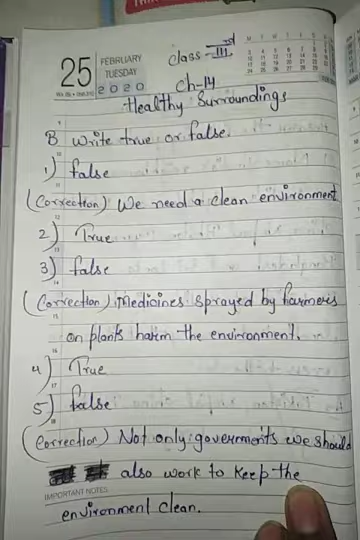 25
FEBRUARY
TUESDAY
2020
class - IIIrd
Ch-14
Healthy Surroundings
B Write true or false.
1) false
(Correction) We need a clean environment
2) True
3) false
(Correction) Medicines sprayed by farmers
on plants harm the environment.
4) True
5) false
(Correction) Not only governments we should
also work to keep the
IMPORTANT NOTES
environment clean.